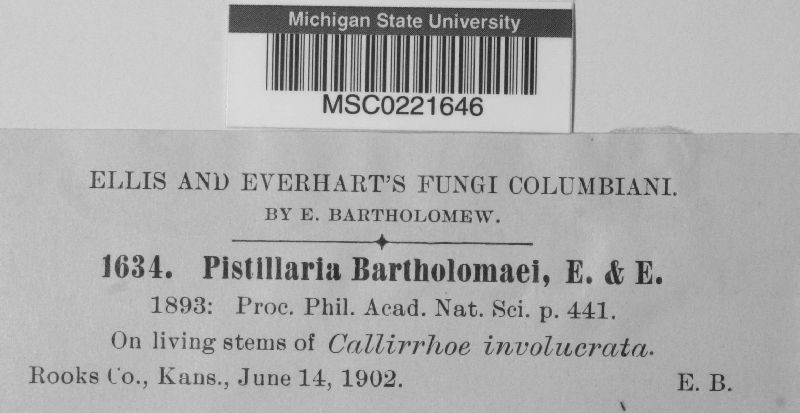 Michigan State University
MSC0221646
ELLIS AND EVERHART'S FUNGI COLUMBIANI.
BY E. BARTHOLOMEW.
1634. Pistillaria Bartholomaei, E. & E.
1893: Proc. Phil. Acad. Nat. Sci. p. 441.
On living stems of Callirrhoe involucrata.
Rooks Co., Kans., June 14, 1902. E. B.